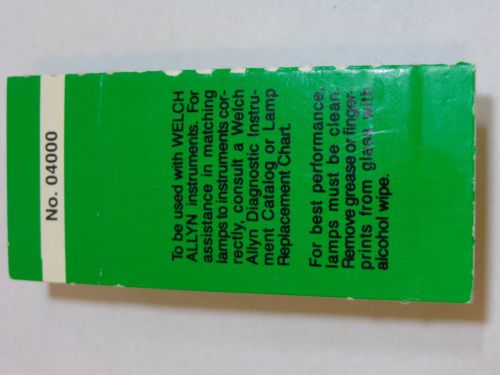 No. 04000
To be used with WELCH
ALLYN instruments. For
assistance in matching
lamps to instruments cor-
rectly, consult a Welch
Allyn Diagnostic Instru-
ment Catalog or Lamp
Replacement Chart.
For best performance,
lamps must be clean.
Remove grease or finger-
prints from glass with
alcohol wipe.